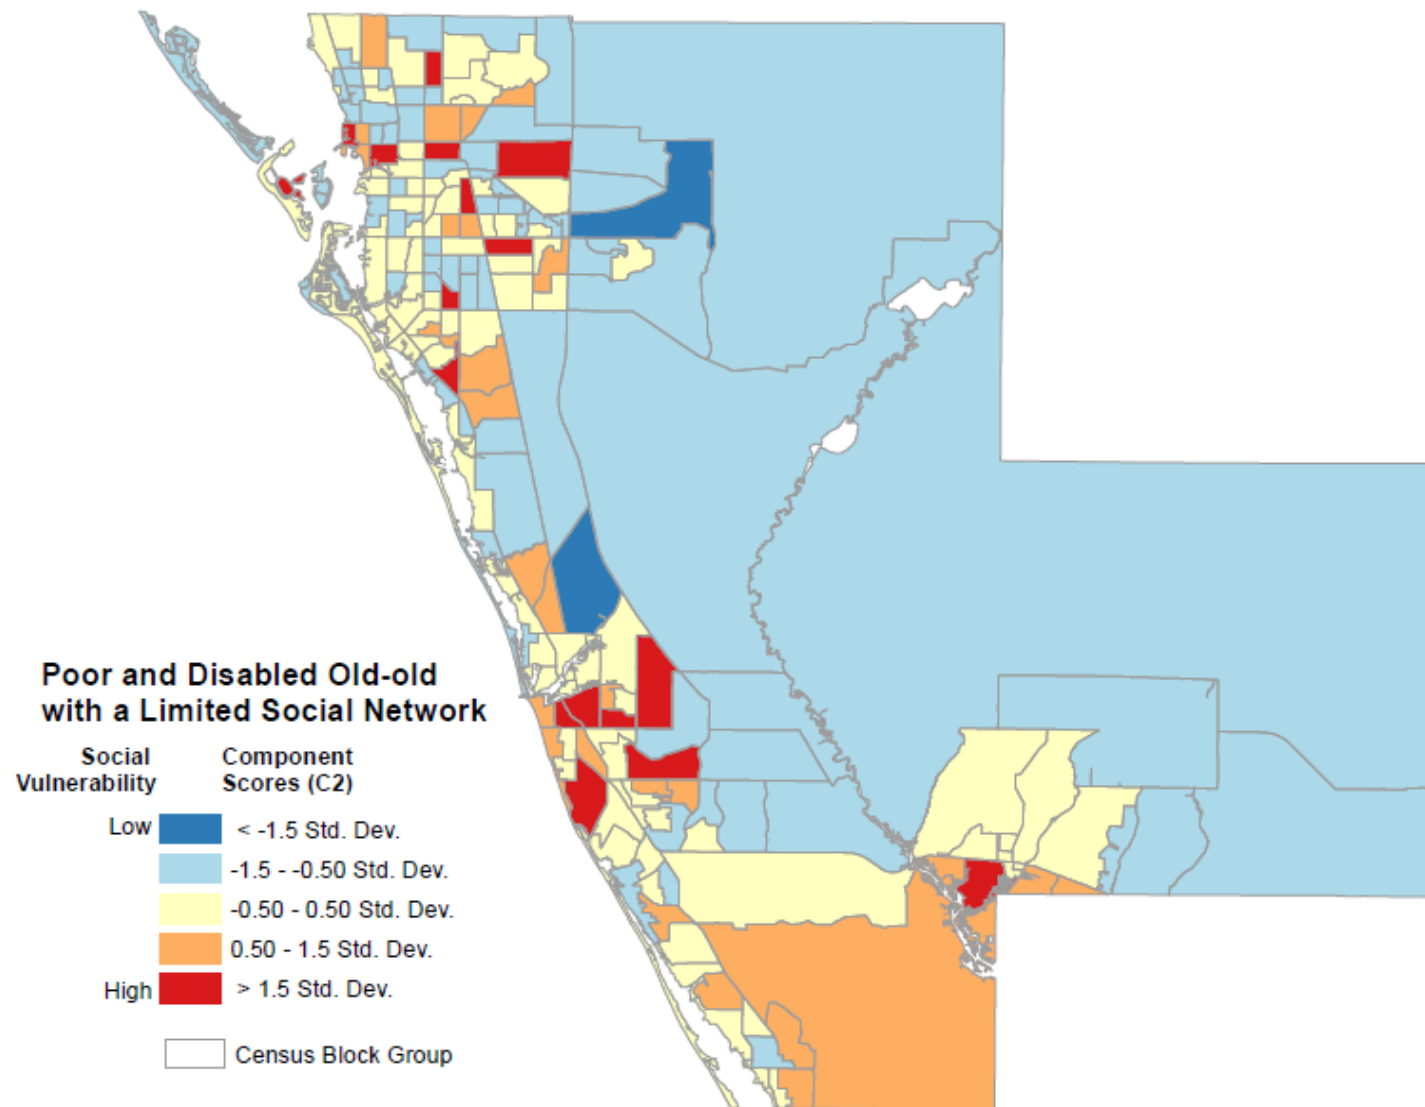 Poor and Disabled Old-old
with a Limited Social Network
Social Vulnerability
Component Scores (C2)
Low
< -1.5 Std. Dev.
-1.5 - -0.50 Std. Dev.
-0.50 - 0.50 Std. Dev.
0.50 - 1.5 Std. Dev.
High
> 1.5 Std. Dev.
Census Block Group